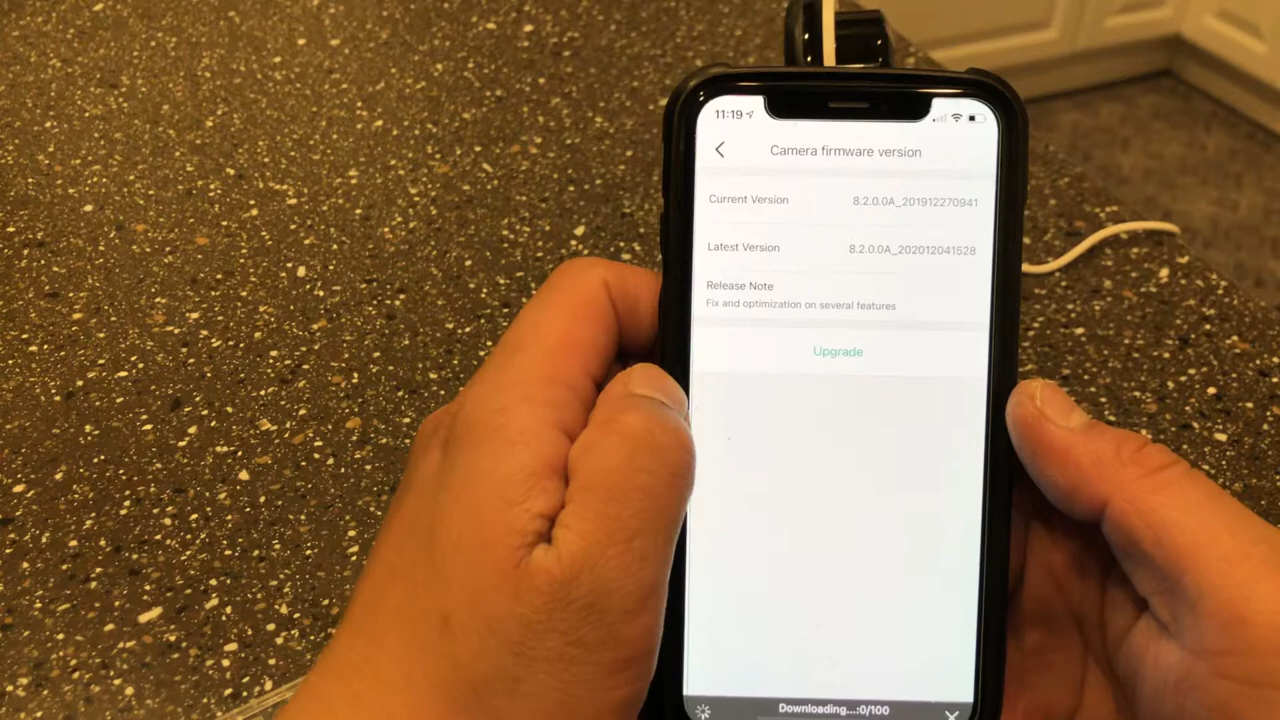 11:19
Camera firmware version
Current Version 8.2.0.0A_201912270941
Latest Version 8.2.0.0A_202012041528
Release Note
Fix and optimization on several features
Upgrade
Downloading...:0/100